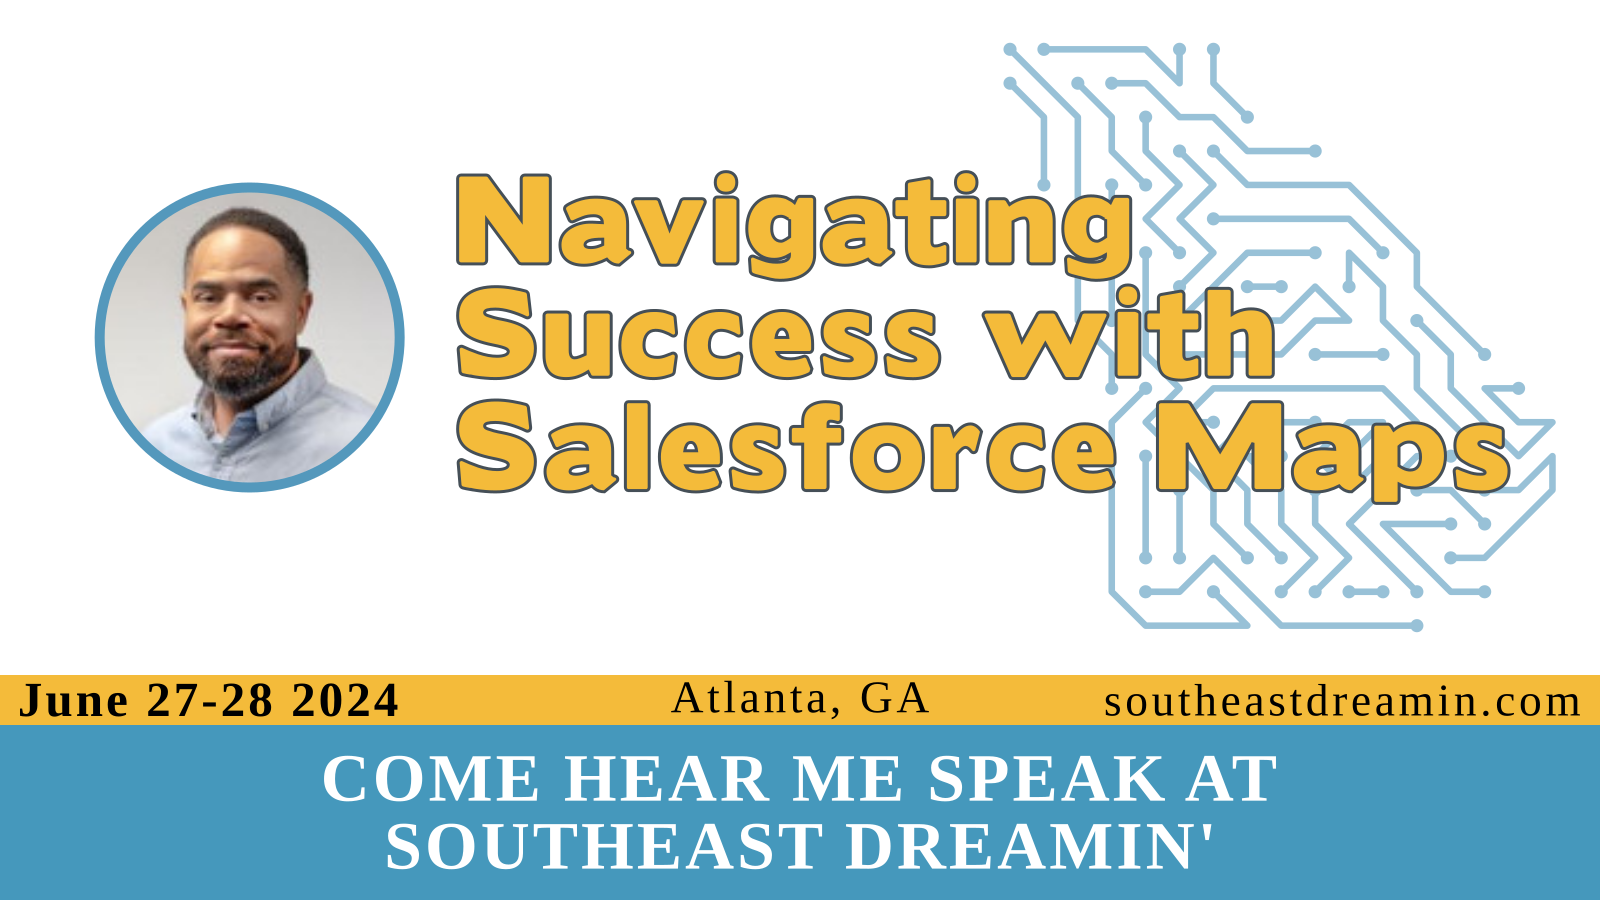 Navigating
Success with
Salesforce Maps
June 27-28 2024
Atlanta, GA
southeastdreamin.com
COME HEAR ME SPEAK AT
SOUTHEAST DREAMIN'